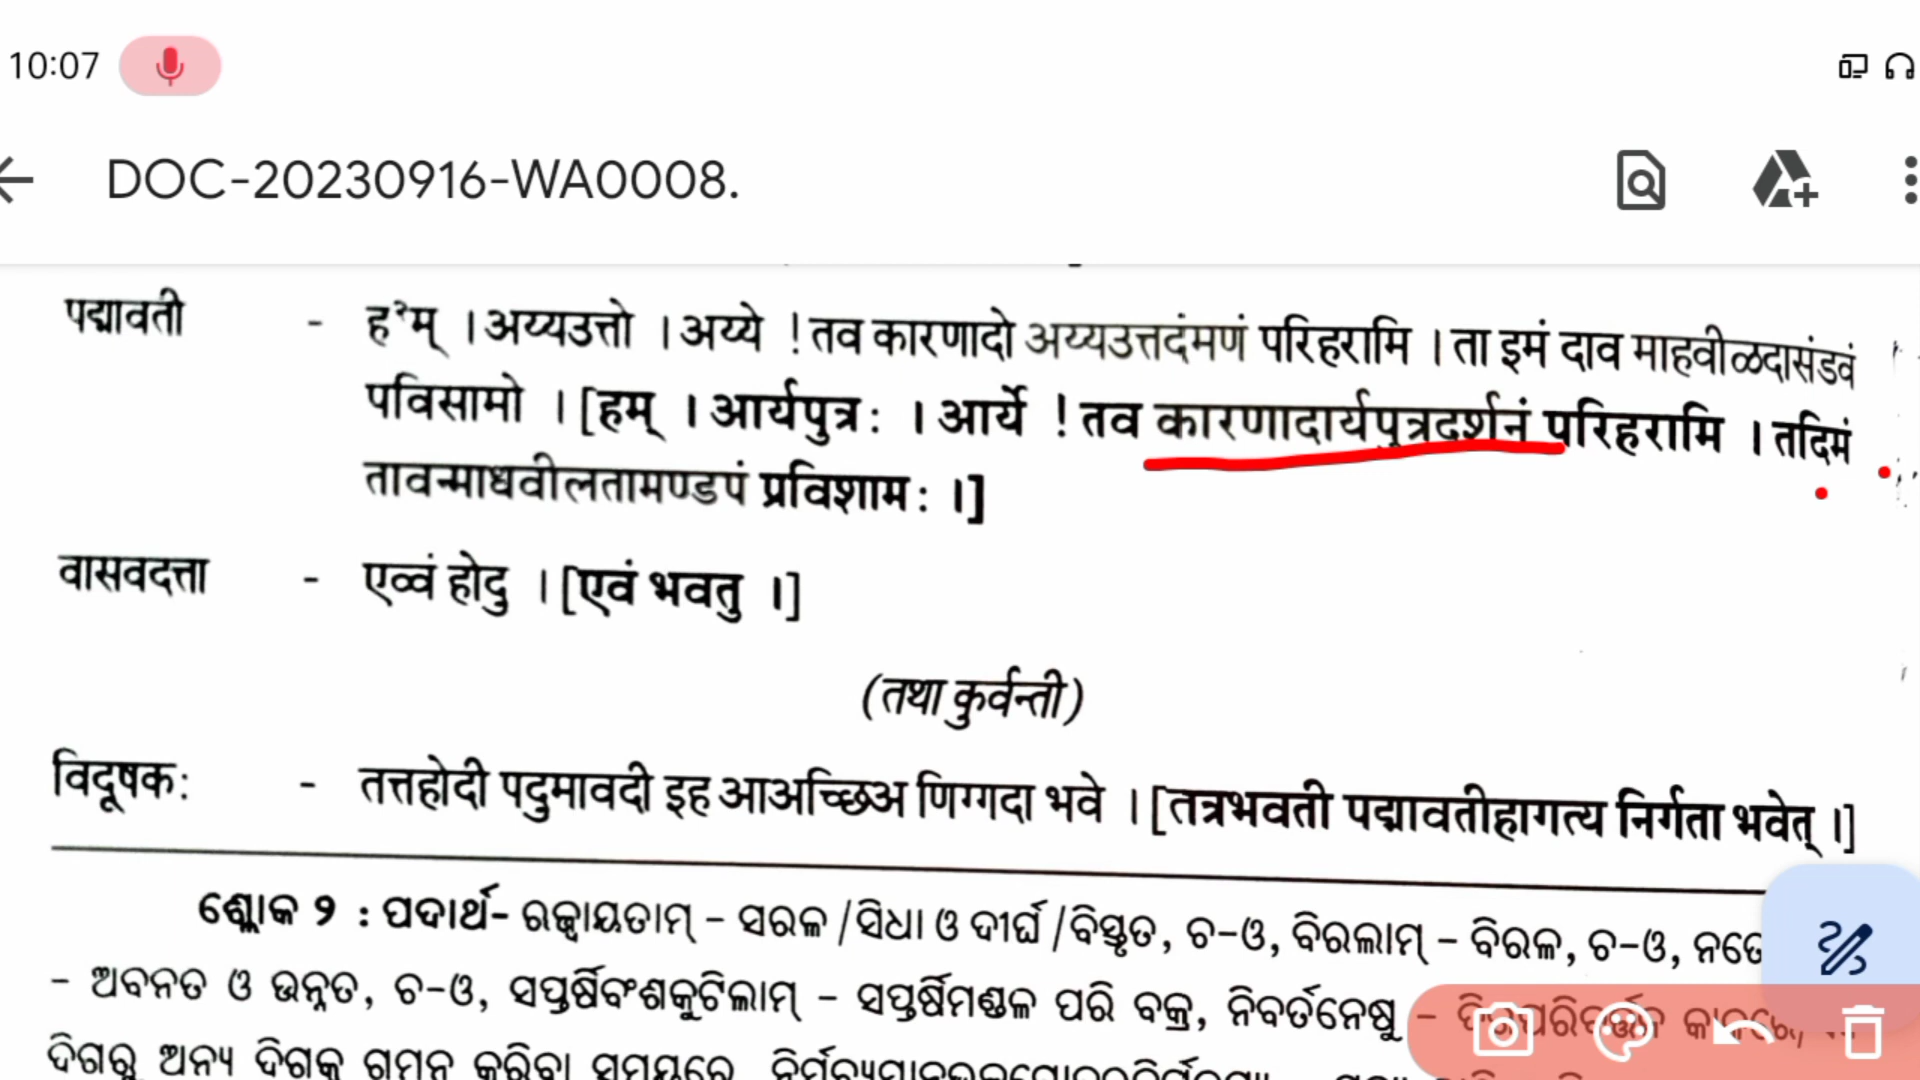 10:07
DOC-20230916-WA0008.
पद्मावती - हम् । अय्यउत्तो । अय्ये ! तव कारणादो अय्यउत्तदंमणं परिहरामि । ता इमं दाव माहवीळदासंडवं
पविसामो । [हम् । आर्यपुत्रः । आर्ये ! तव कारणादार्यपुत्रदर्शनं परिहरामि । तदिमं
तावन्माधवीलतामण्डपं प्रविशामः ।]
वासवदत्ता - एव्वं होदु । [एवं भवतु ।]
(तथा कुर्वन्ती)
विदूषकः - तत्तहोदी पदुमावदी इह आअच्छिअ णिग्गदा भवे । [तत्रभवती पद्मावतीहागत्य निर्गता भवेत् ।]
ଶ୍ଳୋକ ୨ : ପଦାର୍ଥ- ଋଜ୍ୱାୟତାମ୍ - ସରଳ /ସିଧା ଓ ଦୀର୍ଘ /ବିସ୍ତୃତ, ଚ-ଓ, ବିରଲାମ୍ - ବିରଳ, ଚ-ଓ, ନତେ
- ଅବନତ ଓ ଉନ୍ନତ, ଚ-ଓ, ସପ୍ତର୍ଷିବଂଶକୁଟିଲାମ୍ - ସପ୍ତର୍ଷିମଣ୍ଡଳ ପରି ବକ୍ର, ନିବର୍ତନେଷୁ -
ଦିଗରୁ ଅନ୍ୟ ଦିଗକୁ ଗମନ କରିବା ସମୟରେ